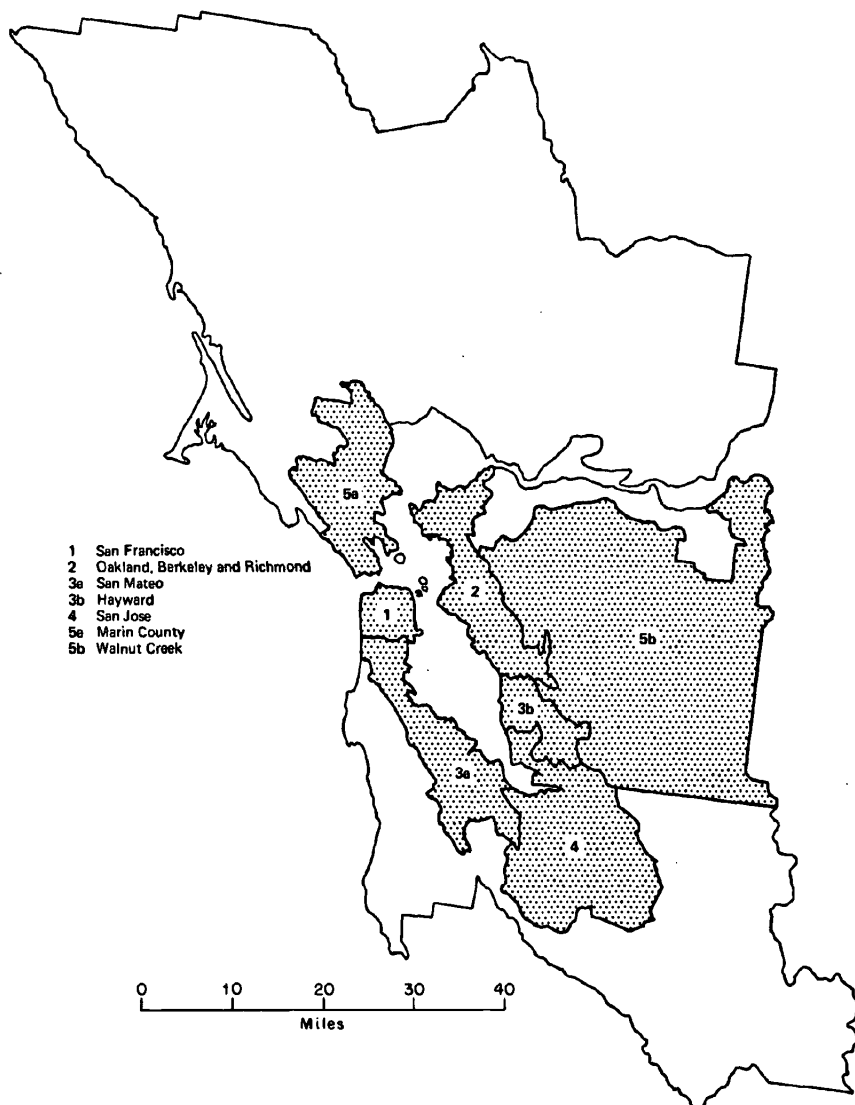 5a
1 San Francisco
2 Oakland, Berkeley and Richmond
3a San Mateo
3b Hayward
4 San Jose
5a Marin County
5b Walnut Creek
1
2
5b
3b
3a
4
0 10 20 30 40
Miles